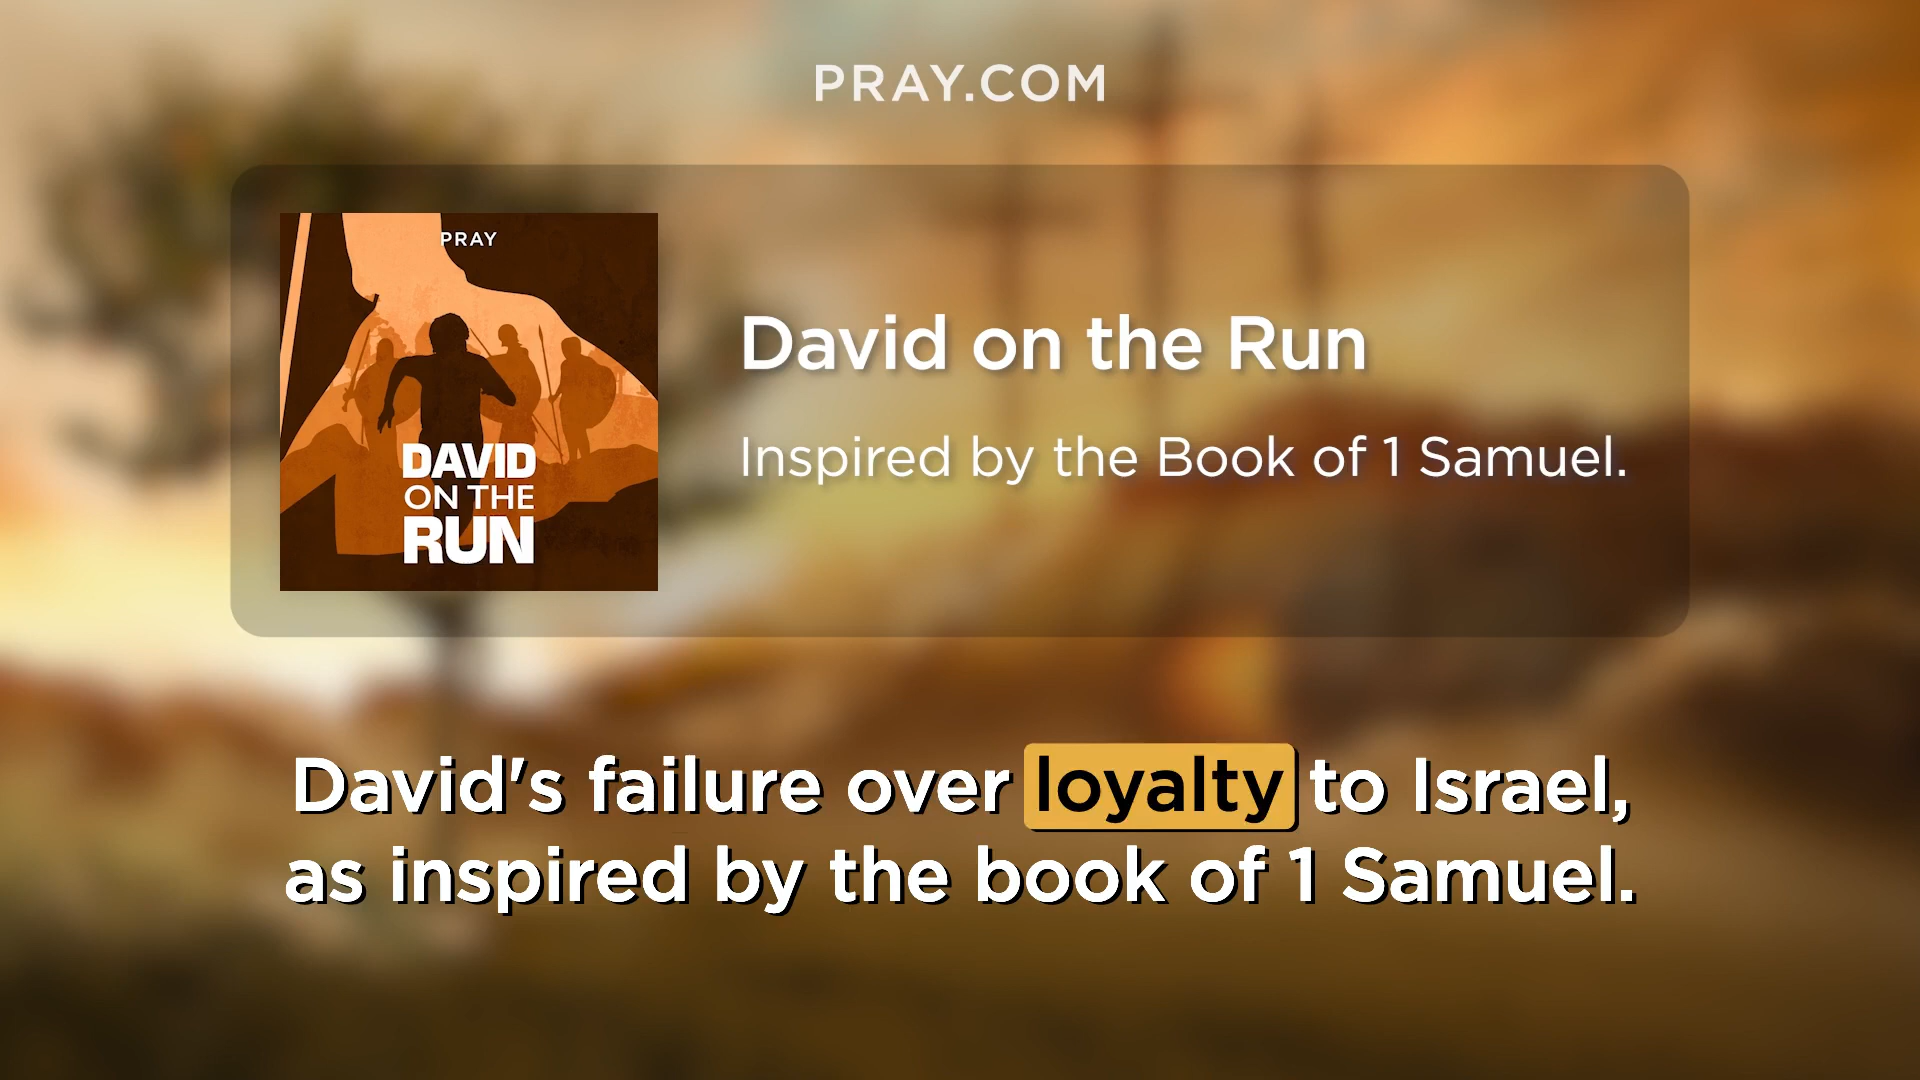 PRAY.COM
PRAY
DAVID
ON THE
RUN
David on the Run
Inspired by the Book of 1 Samuel.
David's failure over loyalty to Israel,
as inspired by the book of 1 Samuel.